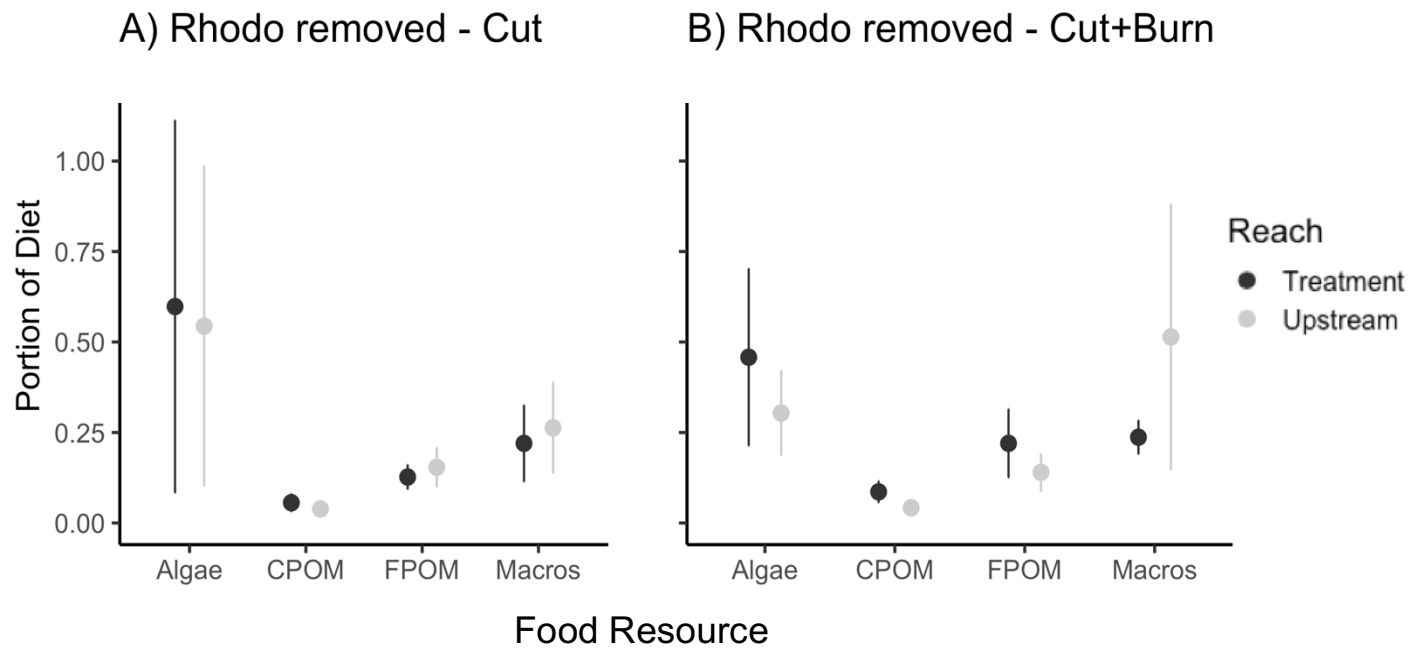 A) Rhodo removed - Cut
B) Rhodo removed - Cut+Burn
Portion of Diet
1.00
0.75
0.50
0.25
0.00
Algae CPOM FPOM Macros
Algae CPOM FPOM Macros
Food Resource
Reach
Treatment
Upstream